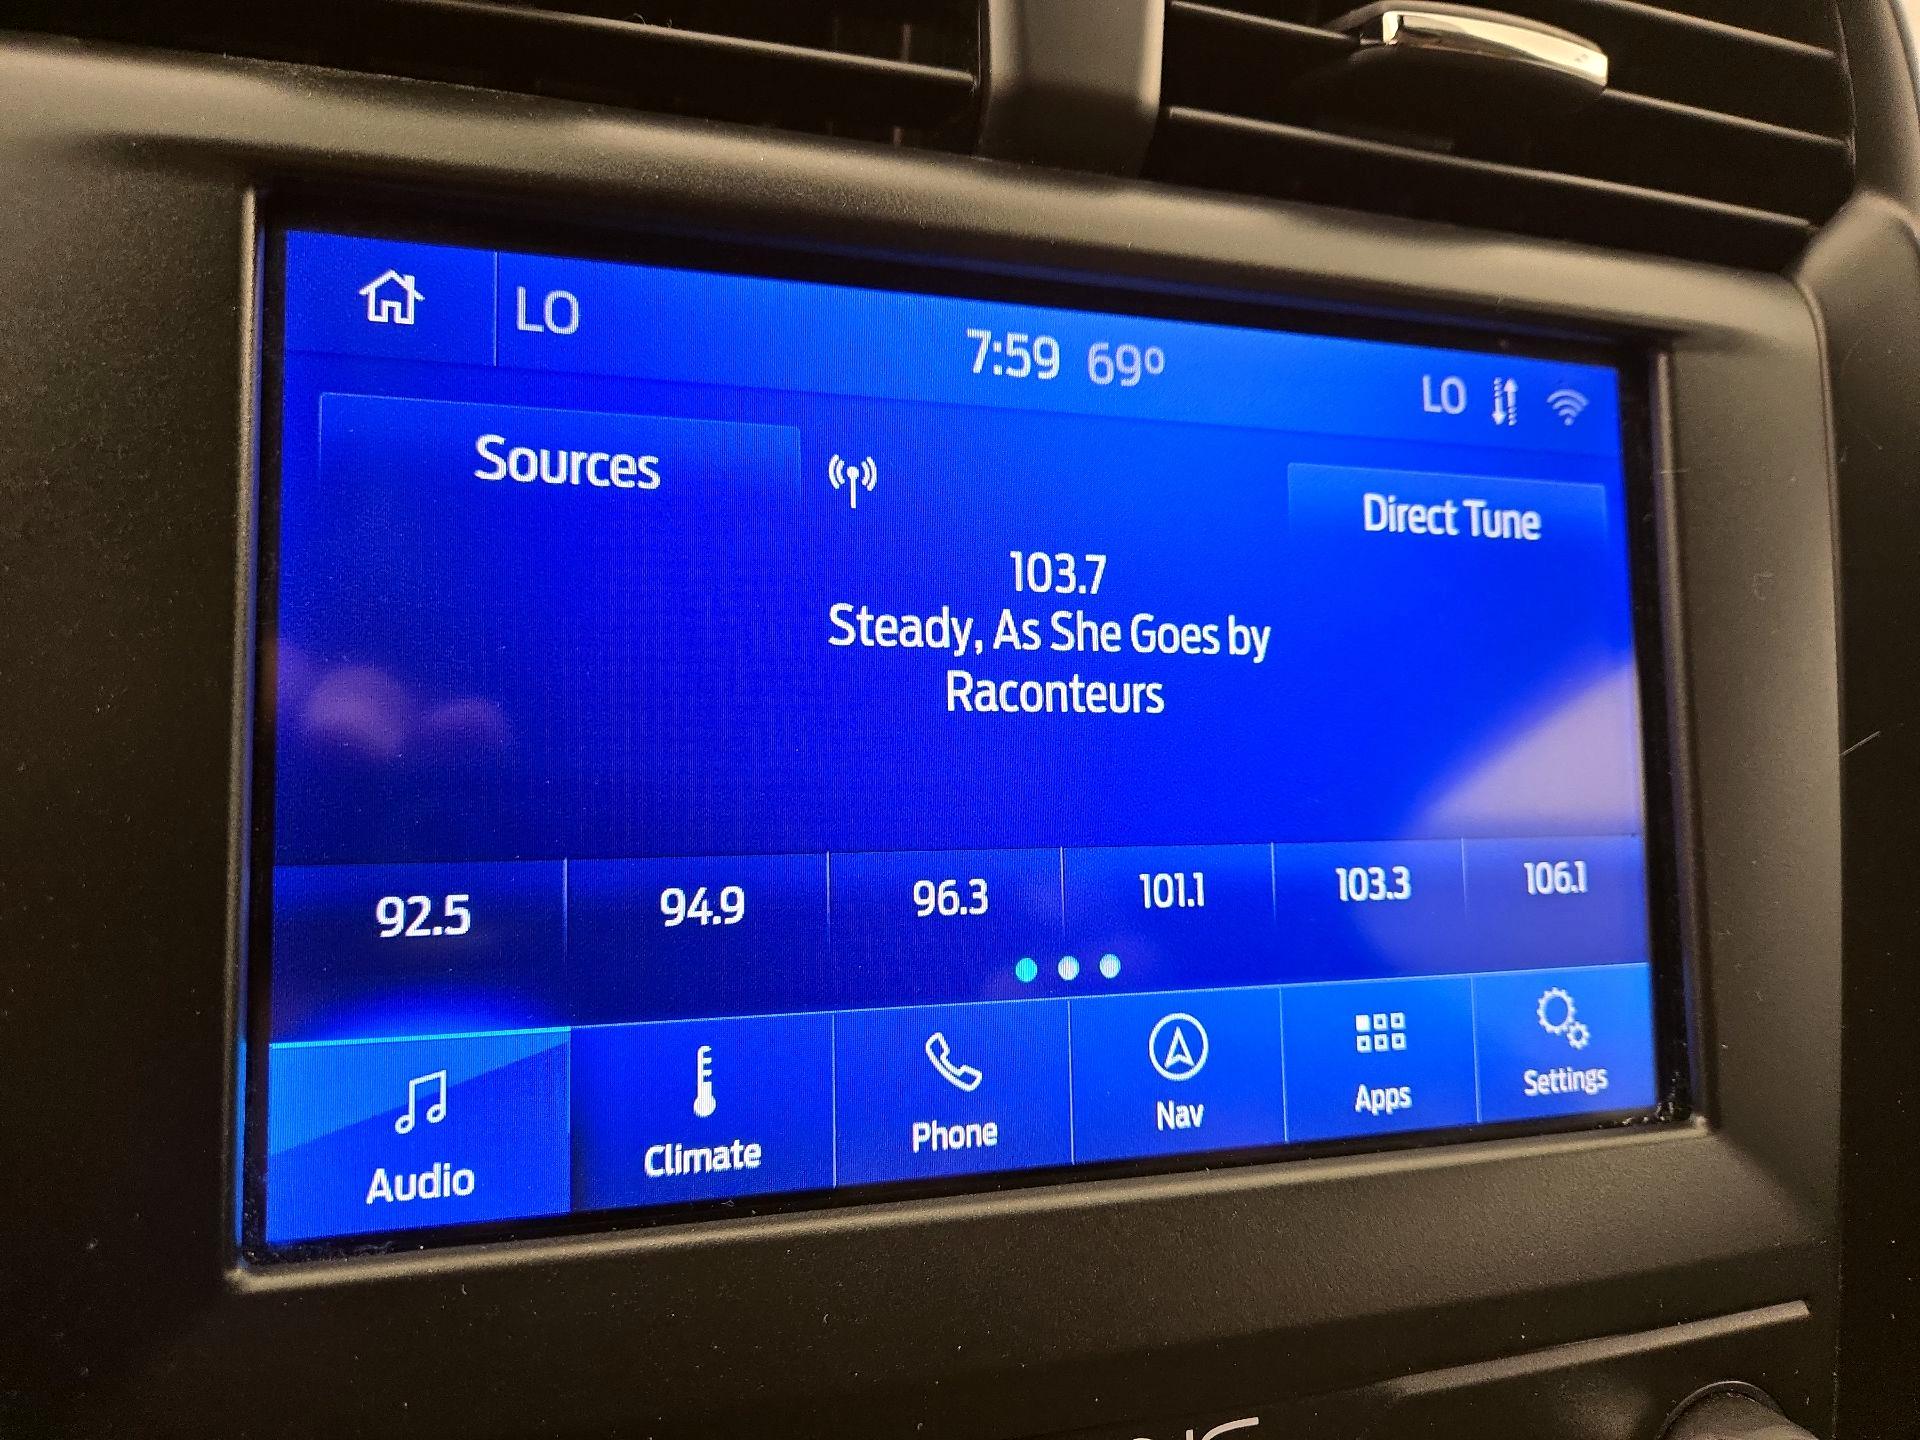 LO
7:59 69º
LO
Sources
Direct Tune
103.7
Steady, As She Goes by
Raconteurs
92.5 94.9 96.3 101.1 103.3 106.1
Audio Climate Phone Nav Apps Settings